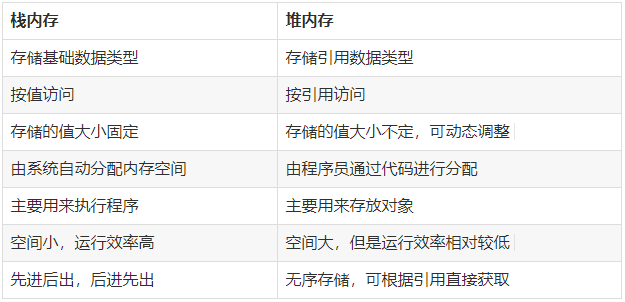 栈内存 堆内存
存储基础数据类型 存储引用数据类型
按值访问 按引用访问
存储的值大小固定 存储的值大小不定，可动态调整
由系统自动分配内存空间 由程序员通过代码进行分配
主要用来执行程序 主要用来存放对象
空间小，运行效率高 空间大，但是运行效率相对较低
先进后出，后进先出 无序存储，可根据引用直接获取